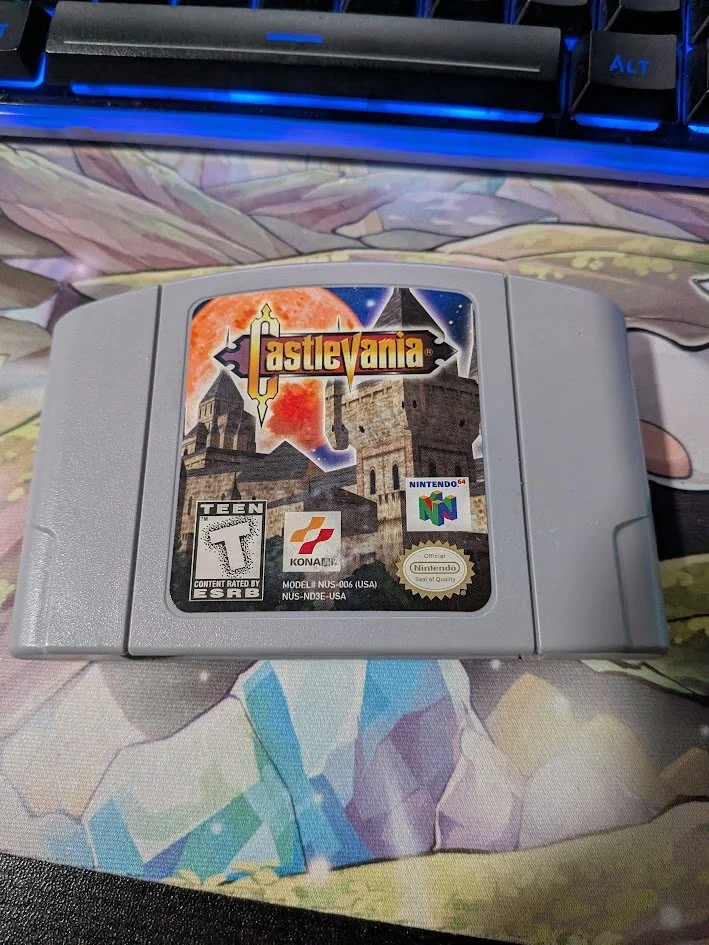 ALT
Castlevania®
NINTENDO64
TEEN
TM
T
CONTENT RATED BY
ESRB
KONAMI
MODEL# NUS-006 (USA)
NUS-ND3E-USA
Official
Nintendo
Seal of Quality
®